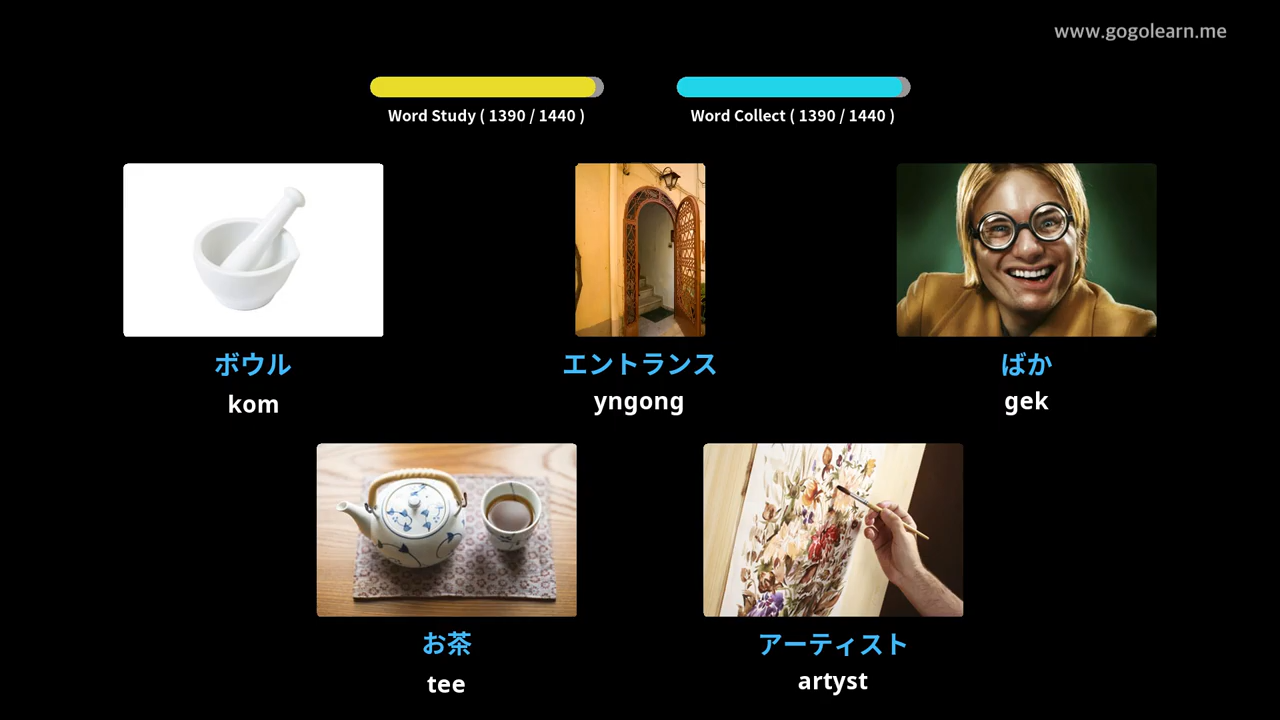 www.gogolearn.me
Word Study ( 1390 / 1440 )
Word Collect ( 1390 / 1440 )
ボウル
kom
エントランス
yngong
ばか
gek
お茶
tee
アーティスト
artyst